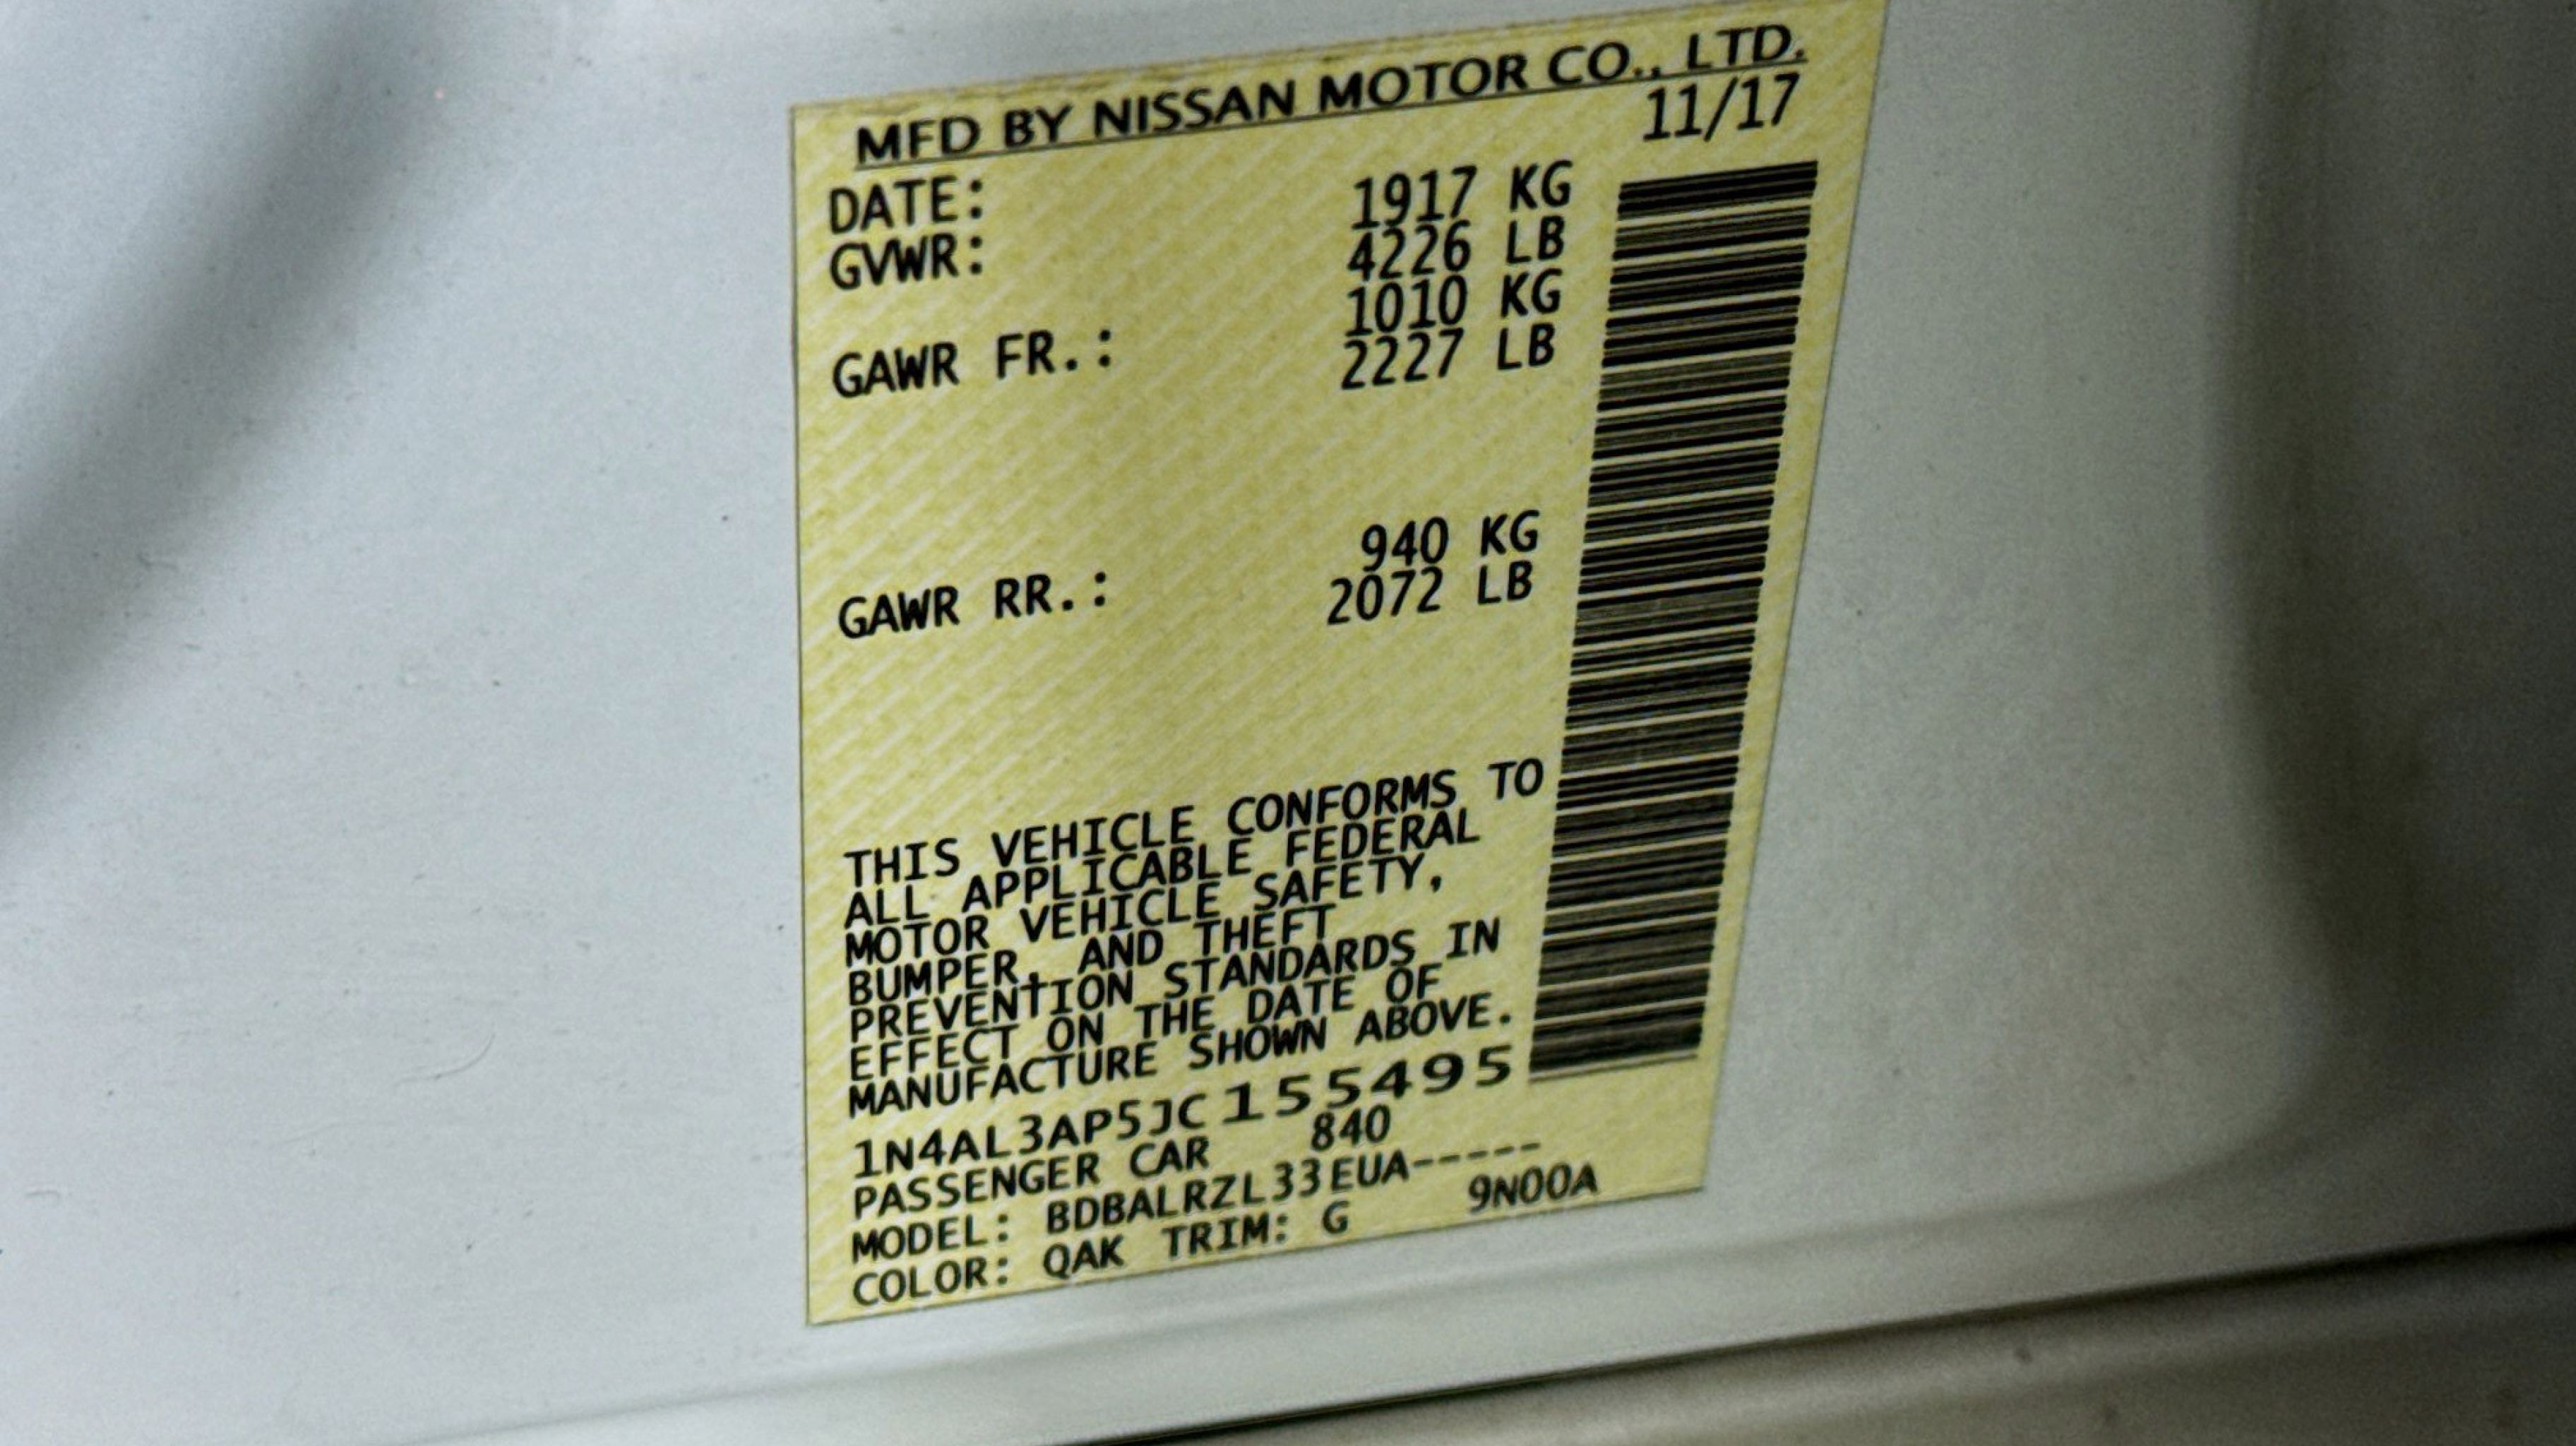 MFD BY NISSAN MOTOR CO., LTD.
DATE: 11/17
GVWR: 1917 KG
4226 LB
GAWR FR.: 1010 KG
2227 LB
GAWR RR.: 940 KG
2072 LB
THIS VEHICLE CONFORMS TO
ALL APPLICABLE FEDERAL
MOTOR VEHICLE SAFETY,
BUMPER, AND THEFT
PREVENTION STANDARDS IN
EFFECT ON THE DATE OF
MANUFACTURE SHOWN ABOVE.
1N4AL3AP5JC155495
PASSENGER CAR 840
MODEL: BDBALRZL33EUA-----
COLOR: QAK TRIM: G 9N00A